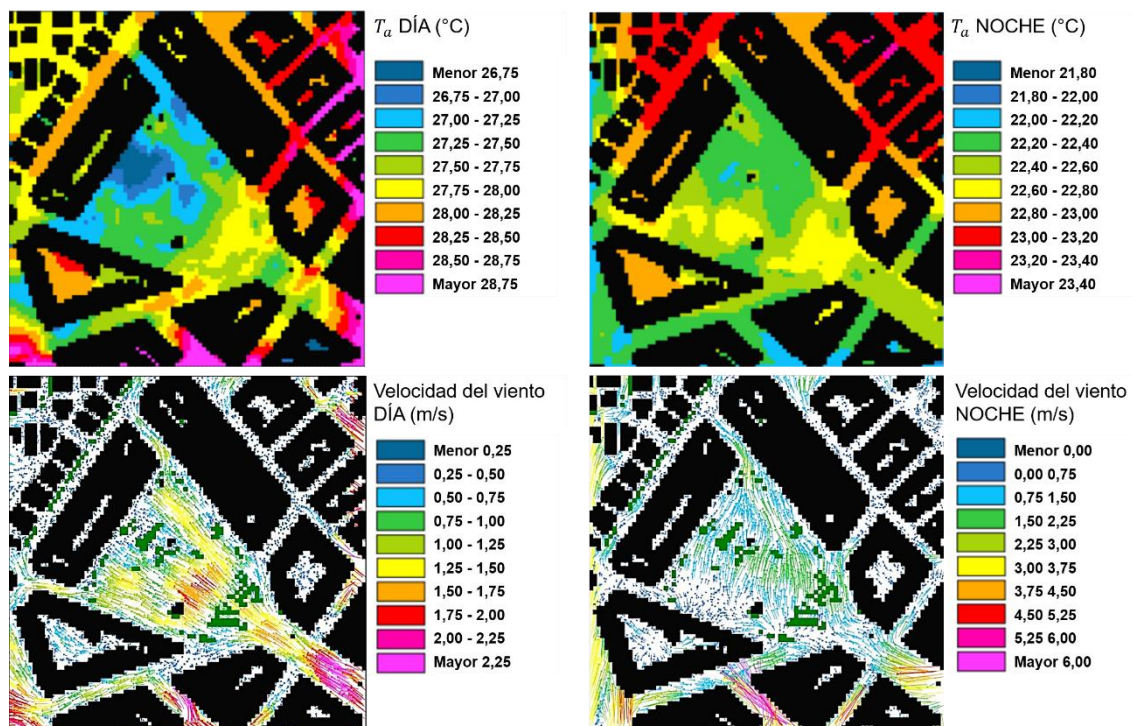 Tₐ DÍA (°C)
Menor 26,75
26,75 - 27,00
27,00 - 27,25
27,25 - 27,50
27,50 - 27,75
27,75 - 28,00
28,00 - 28,25
28,25 - 28,50
28,50 - 28,75
Mayor 28,75
Tₐ NOCHE (°C)
Menor 21,80
21,80 - 22,00
22,00 - 22,20
22,20 - 22,40
22,40 - 22,60
22,60 - 22,80
22,80 - 23,00
23,00 - 23,20
23,20 - 23,40
Mayor 23,40
Velocidad del viento
DÍA (m/s)
Menor 0,25
0,25 - 0,50
0,50 - 0,75
0,75 - 1,00
1,00 - 1,25
1,25 - 1,50
1,50 - 1,75
1,75 - 2,00
2,00 - 2,25
Mayor 2,25
Velocidad del viento
NOCHE (m/s)
Menor 0,00
0,00 0,75
0,75 1,50
1,50 2,25
2,25 3,00
3,00 3,75
3,75 4,50
4,50 5,25
5,25 6,00
Mayor 6,00